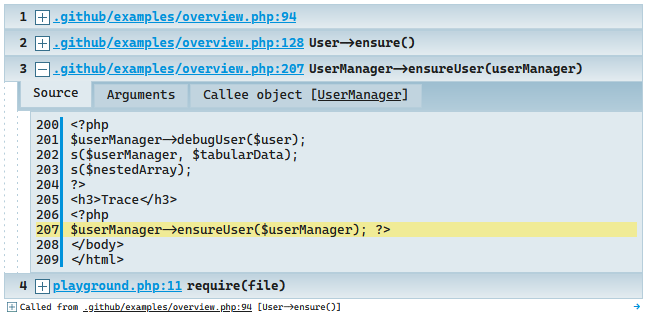 1 + .github/examples/overview.php:94
2 + .github/examples/overview.php:128 User->ensure()
3 − .github/examples/overview.php:207 UserManager->ensureUser(userManager)
Source Arguments Callee object [UserManager]
200 <?php
201 $userManager->debugUser($user);
202 s($userManager, $tabularData);
203 s($nestedArray);
204 ?>
205 <h3>Trace</h3>
206 <?php
207 $userManager->ensureUser($userManager); ?>
208 </body>
209 </html>
4 + playground.php:11 require(file)
+ Called from .github/examples/overview.php:94 [User->ensure()] →